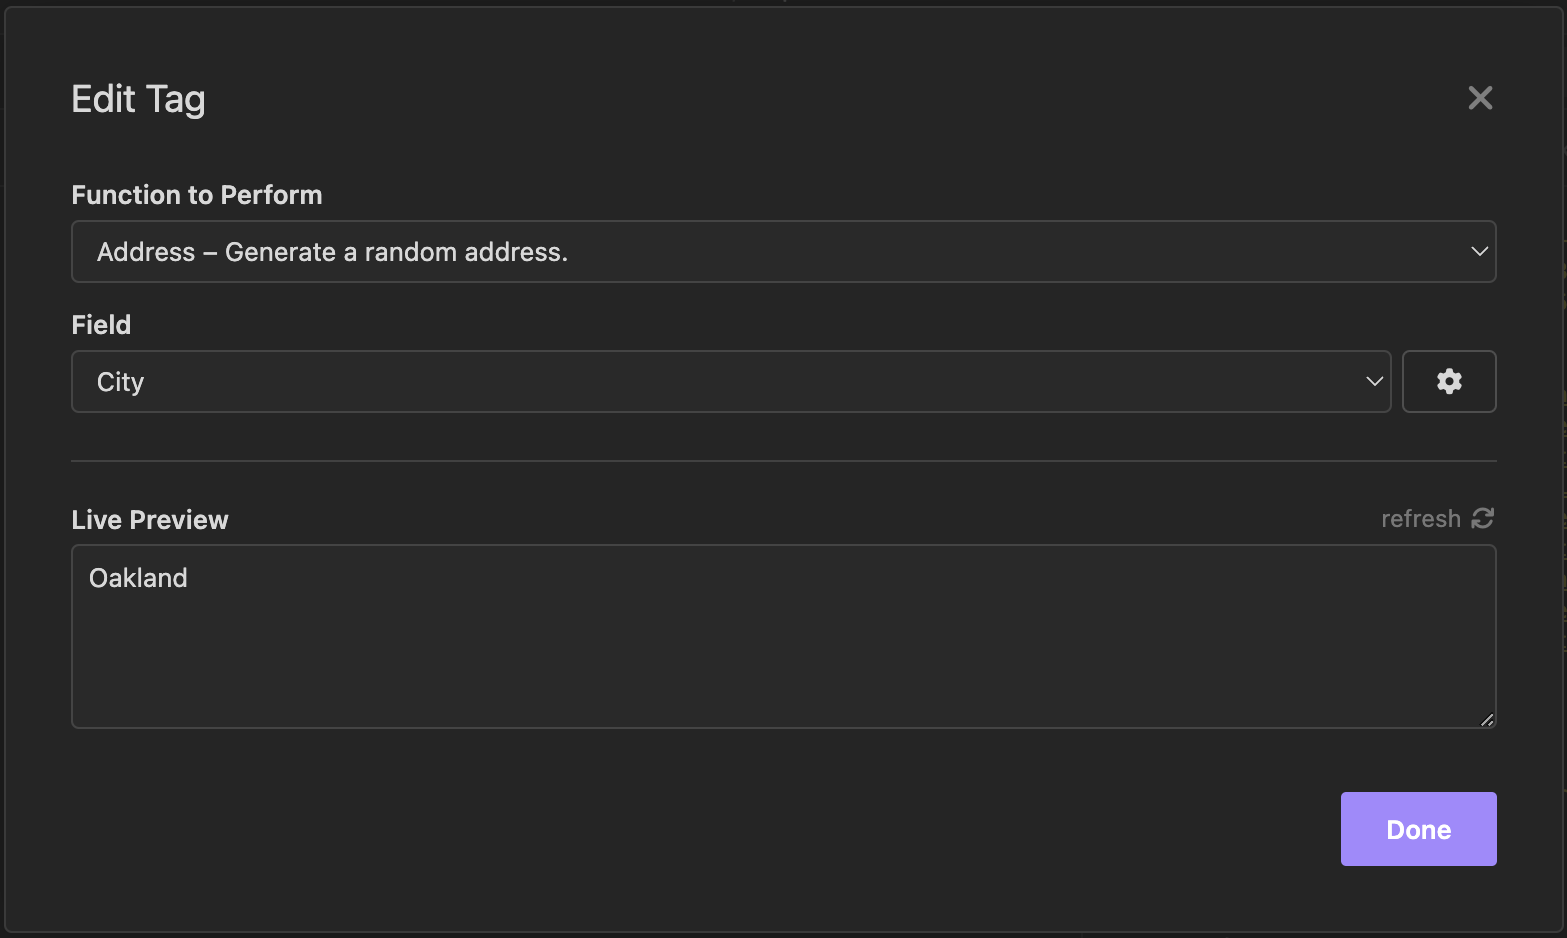 Edit Tag
Function to Perform
Address – Generate a random address.
Field
City
Live Preview
refresh
Oakland
Done